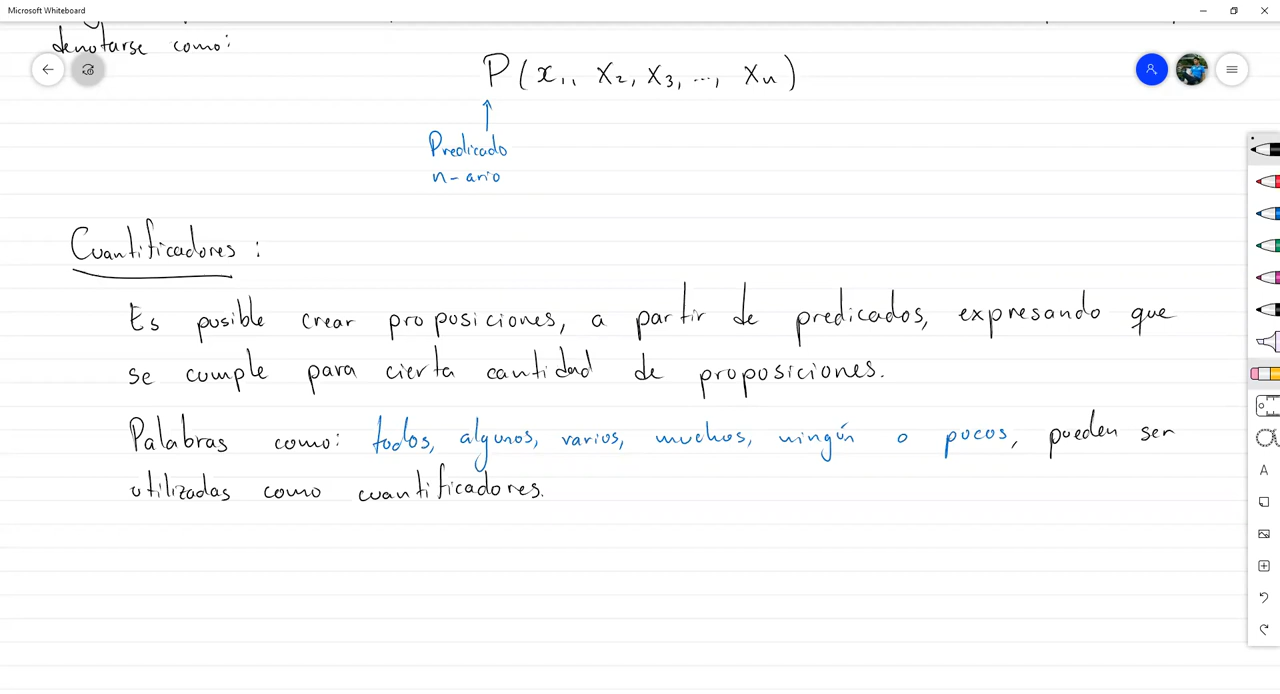 Microsoft Whiteboard
denotarse como:
P(x₁, x₂, x₃, ..., xₙ)
Predicado
n-ario
Cuantificadores:
Es posible crear proposiciones, a partir de predicados, expresando que
se cumple para cierta cantidad de proposiciones.
Palabras como: todos, algunos, varios, muchos, ningún o pocos, pueden ser
utilizadas como cuantificadores.